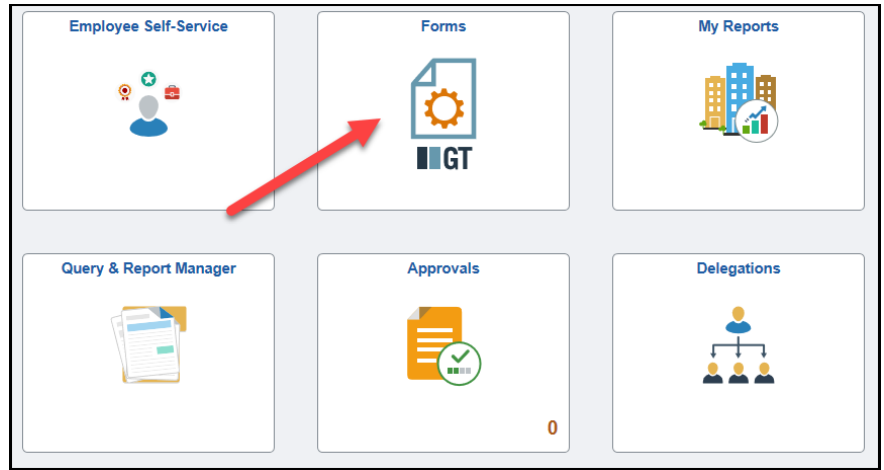 Employee Self-Service
Forms
My Reports
GT
Query & Report Manager
Approvals
Delegations
0